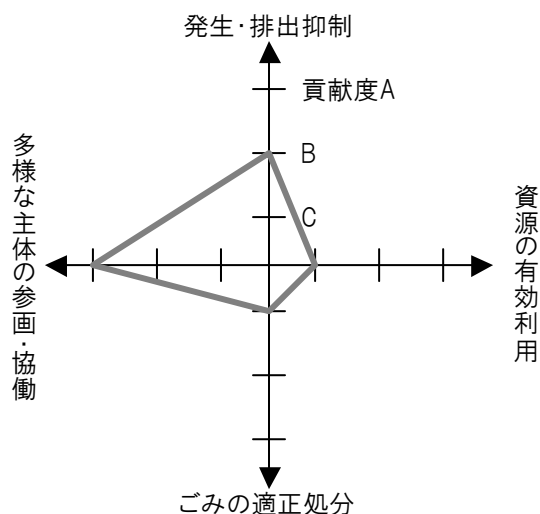 発生・排出抑制
貢献度A
B
C
多様な主体の参画・協働
資源の有効利用
ごみの適正処分